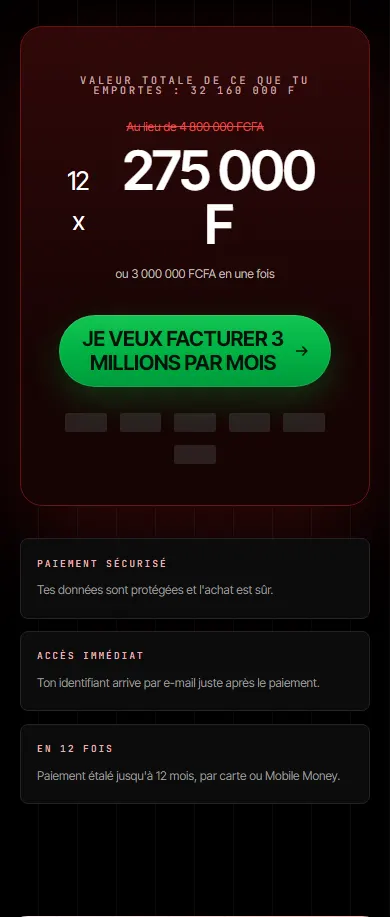 VALEUR TOTALE DE CE QUE TU
EMPORTES : 32 160 000 F
Au lieu de 4 800 000 FCFA
12
x
275 000
F
ou 3 000 000 FCFA en une fois
JE VEUX FACTURER 3
MILLIONS PAR MOIS →
PAIEMENT SÉCURISÉ
Tes données sont protégées et l'achat est sûr.
ACCÈS IMMÉDIAT
Ton identifiant arrive par e-mail juste après le paiement.
EN 12 FOIS
Paiement étalé jusqu'à 12 mois, par carte ou Mobile Money.